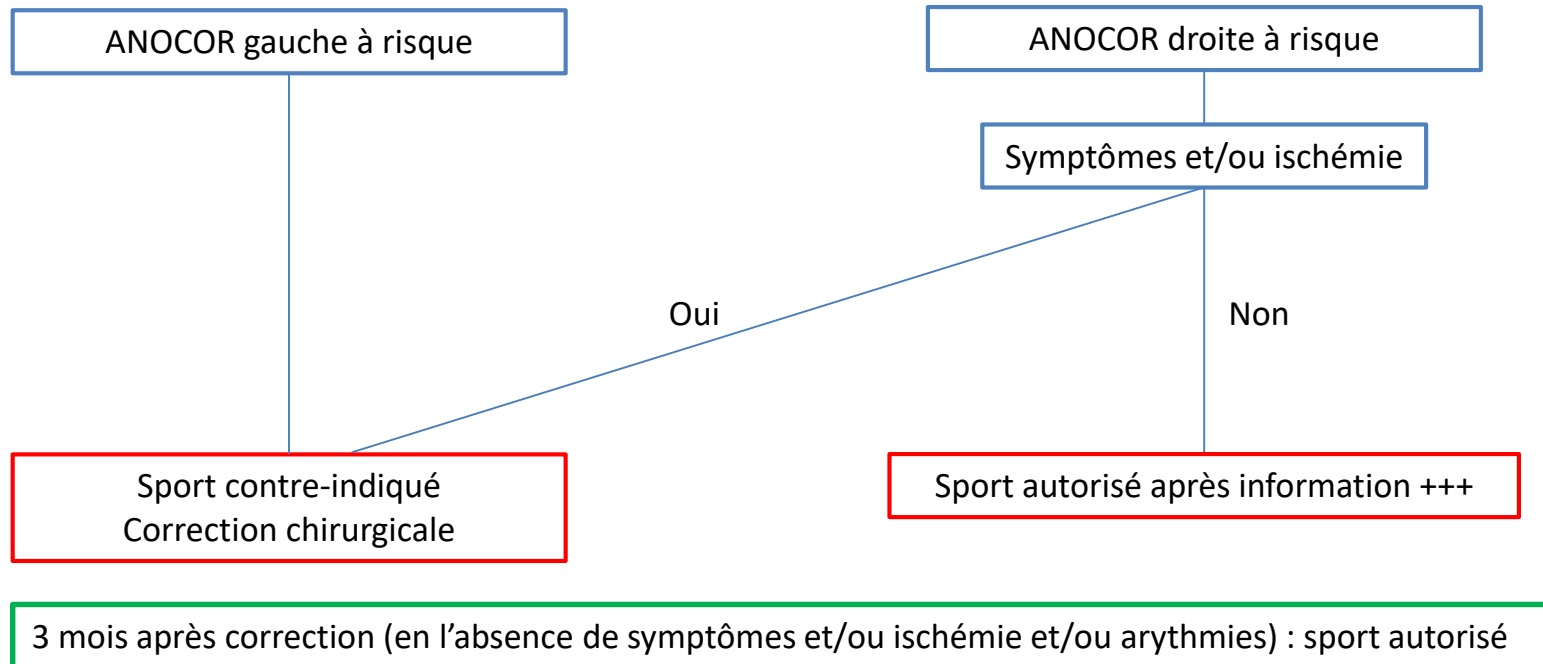 ANOCOR gauche à risque
ANOCOR droite à risque
Symptômes et/ou ischémie
Oui
Non
Sport contre-indiqué
Correction chirurgicale
Sport autorisé après information +++
3 mois après correction (en l’absence de symptômes et/ou ischémie et/ou arythmies) : sport autorisé